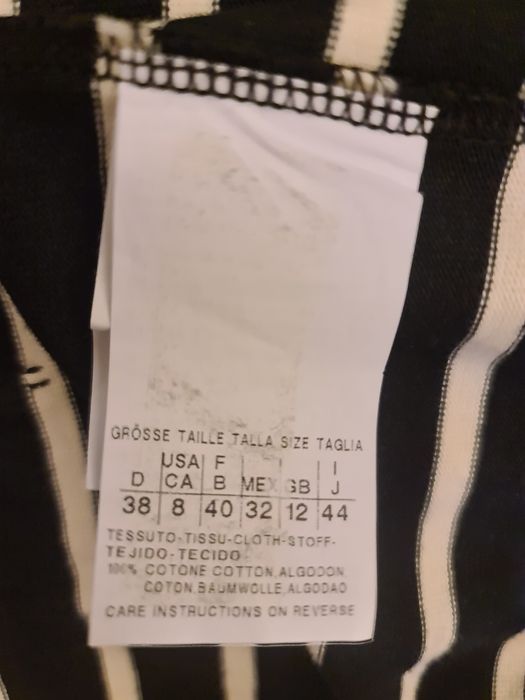 GRÖSSE TAILLE TALLA SIZE TAGLIA
USA F I
D CA B MEX GB J
38 8 40 32 12 44
TESSUTO-TISSU-CLOTH-STOFF-
TEJIDO-TECIDO
100% COTONE COTTON,ALGODON
COTON,BAUMWOLLE,ALGODAO
CARE INSTRUCTIONS ON REVERSE